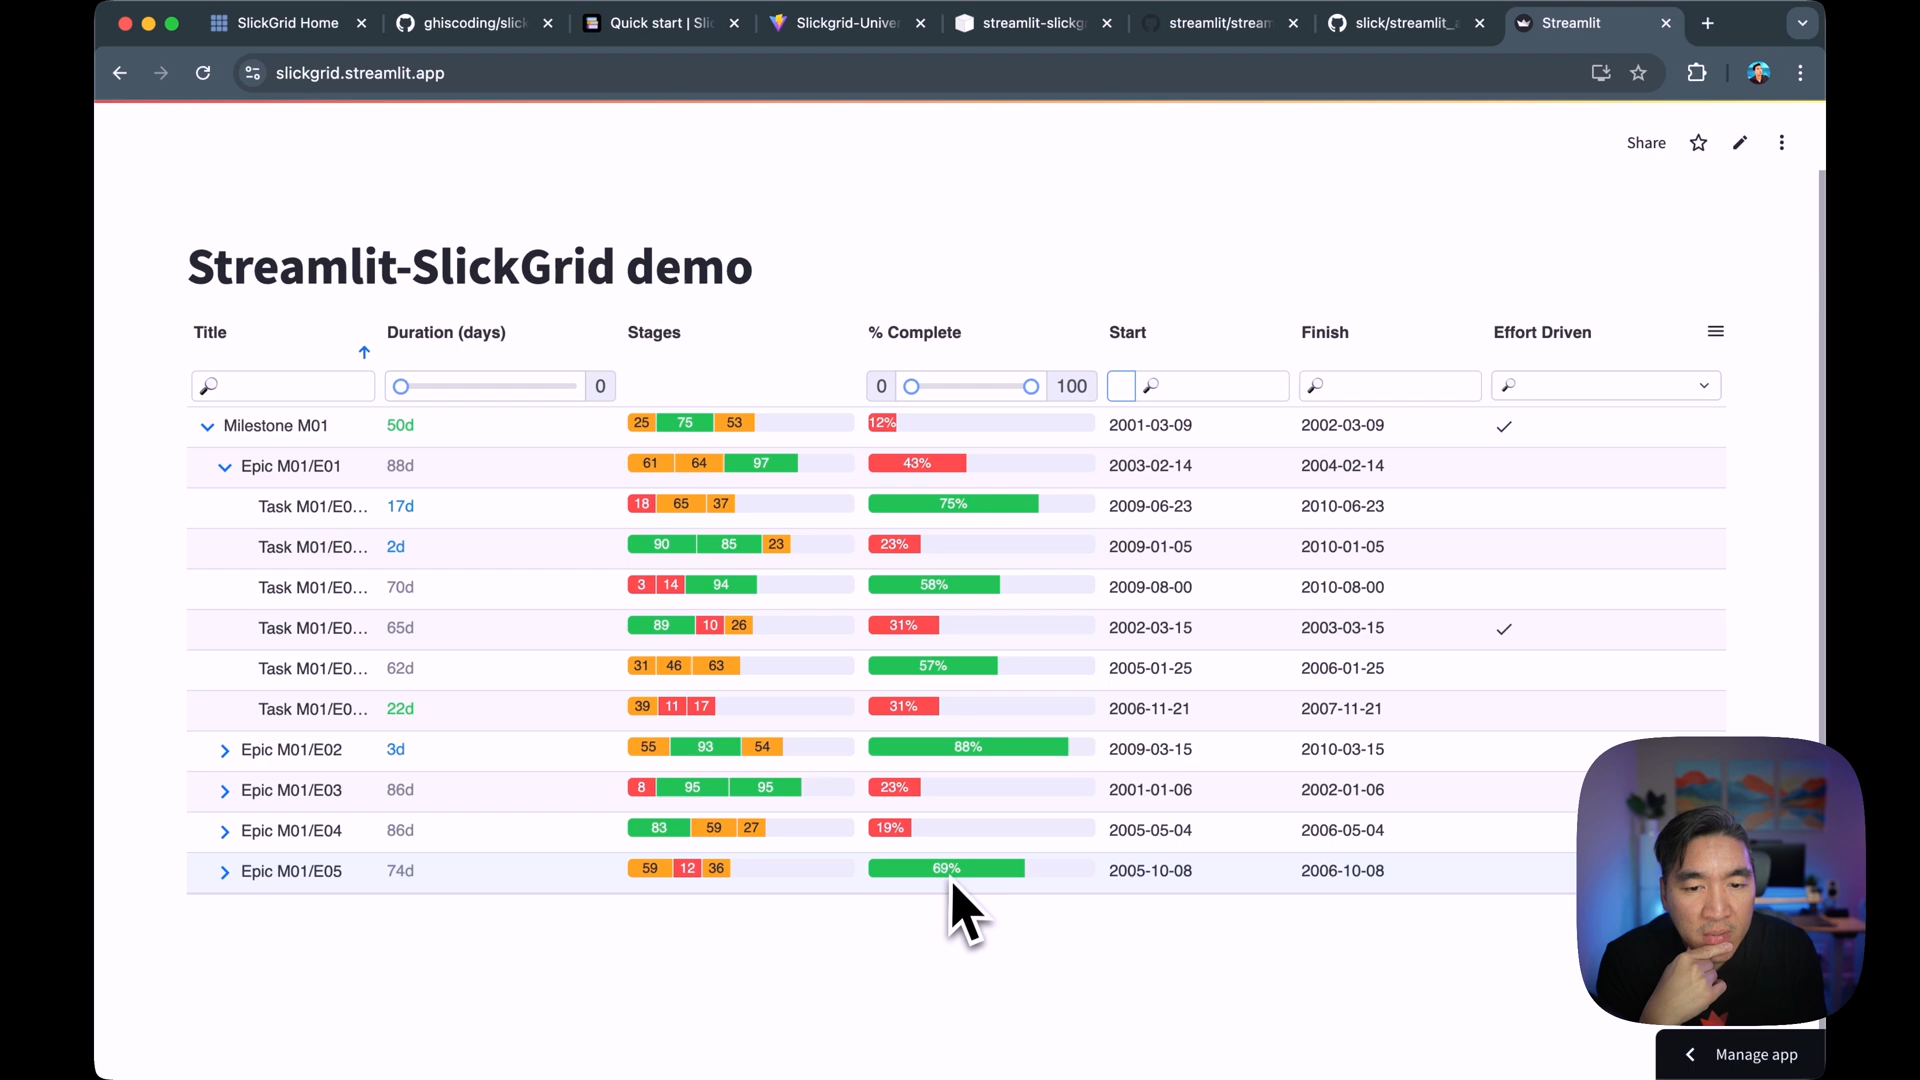 SlickGrid Home
ghiscoding/slick
Quick start | Slic
Slickgrid-Univer
streamlit-slickgr
streamlit/stream
slick/streamlit_a
Streamlit
slickgrid.streamlit.app
Share
Streamlit-SlickGrid demo
Title Duration (days) Stages % Complete Start Finish Effort Driven
0 0 100
Milestone M01 50d 25 75 53 12% 2001-03-09 2002-03-09
Epic M01/E01 88d 61 64 97 43% 2003-02-14 2004-02-14
Task M01/E0... 17d 18 65 37 75% 2009-06-23 2010-06-23
Task M01/E0... 2d 90 85 23 23% 2009-01-05 2010-01-05
Task M01/E0... 70d 3 14 94 58% 2009-08-00 2010-08-00
Task M01/E0... 65d 89 10 26 31% 2002-03-15 2003-03-15
Task M01/E0... 62d 31 46 63 57% 2005-01-25 2006-01-25
Task M01/E0... 22d 39 11 17 31% 2006-11-21 2007-11-21
Epic M01/E02 3d 55 93 54 88% 2009-03-15 2010-03-15
Epic M01/E03 86d 8 95 95 23% 2001-01-06 2002-01-06
Epic M01/E04 86d 83 59 27 19% 2005-05-04 2006-05-04
Epic M01/E05 74d 59 12 36 69% 2005-10-08 2006-10-08
Manage app